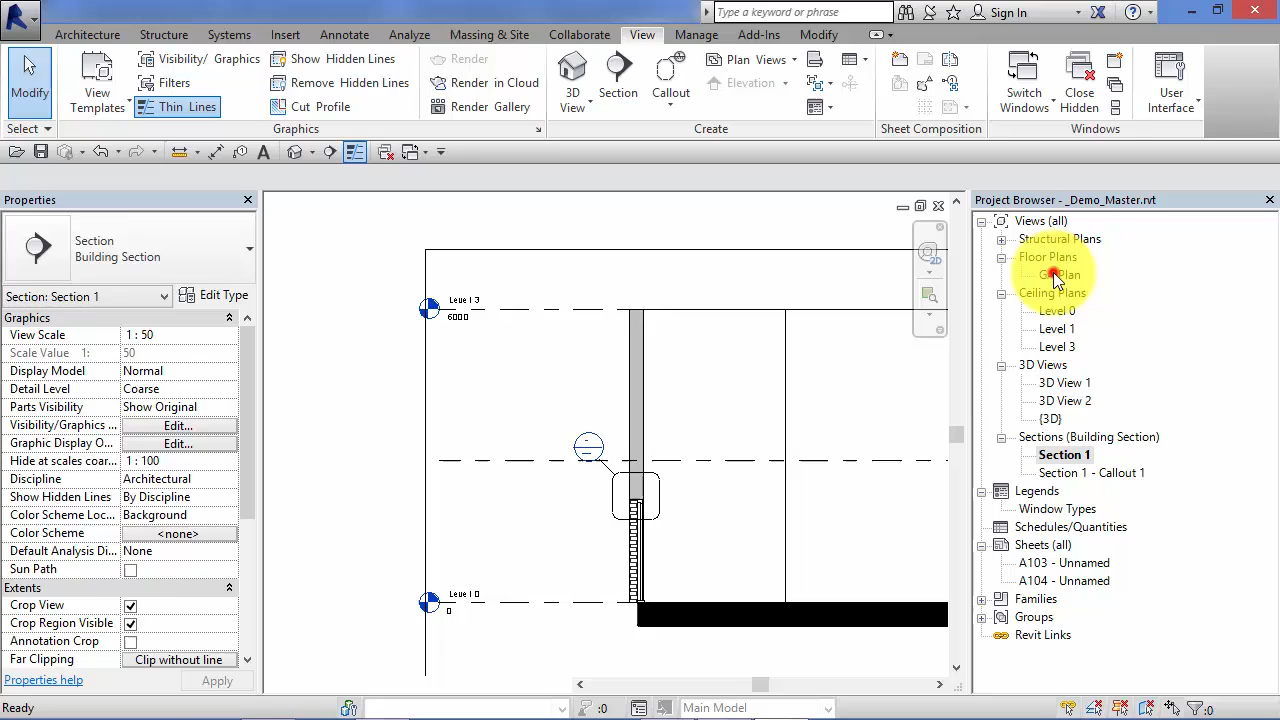 Type a keyword or phrase
Sign In
Architecture Structure Systems Insert Annotate Analyze Massing & Site Collaborate View Manage Add-Ins Modify
Modify
View
Templates
Visibility/ Graphics
Filters
Thin Lines
Show Hidden Lines
Remove Hidden Lines
Cut Profile
Render
Render in Cloud
Render Gallery
3D
View
Section
Callout
Plan Views
Elevation
Switch
Windows
Close
Hidden
User
Interface
Select Graphics Create Sheet Composition Windows
Properties
Section
Building Section
Section: Section 1 Edit Type
Graphics
View Scale 1 : 50
Scale Value 1: 50
Display Model Normal
Detail Level Coarse
Parts Visibility Show Original
Visibility/Graphics ... Edit...
Graphic Display O... Edit...
Hide at scales coar... 1 : 100
Discipline Architectural
Show Hidden Lines By Discipline
Color Scheme Loc... Background
Color Scheme <none>
Default Analysis Di... None
Sun Path
Extents
Crop View
Crop Region Visible
Annotation Crop
Far Clipping Clip without line
Properties help Apply
Level 3
6000
Level 0
0
2D
Project Browser - _Demo_Master.rvt
Views (all)
Structural Plans
Floor Plans
Plan
Ceiling Plans
Level 0
Level 1
Level 3
3D Views
3D View 1
3D View 2
{3D}
Sections (Building Section)
Section 1
Section 1 - Callout 1
Legends
Window Types
Schedules/Quantities
Sheets (all)
A103 - Unnamed
A104 - Unnamed
Families
Groups
Revit Links
Ready :0 Main Model :0